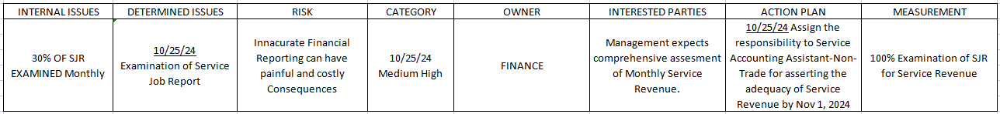 INTERNAL ISSUES
DETERMINED ISSUES
RISK
CATEGORY
OWNER
INTERESTED PARTIES
ACTION PLAN
MEASUREMENT
30% OF SJR
EXAMINED Monthly
10/25/24
Examination of Service
Job Report
Innacurate Financial
Reporting can have
painful and costly
Consequences
10/25/24
Medium High
FINANCE
Management expects
comprehensive assesment
of Monthly Service
Revenue.
10/25/24 Assign the
responsibility to Service
Accounting Assistant-Non-
Trade for asserting the
adequacy of Service
Revenue by Nov 1, 2024
100% Examination of SJR
for Service Revenue